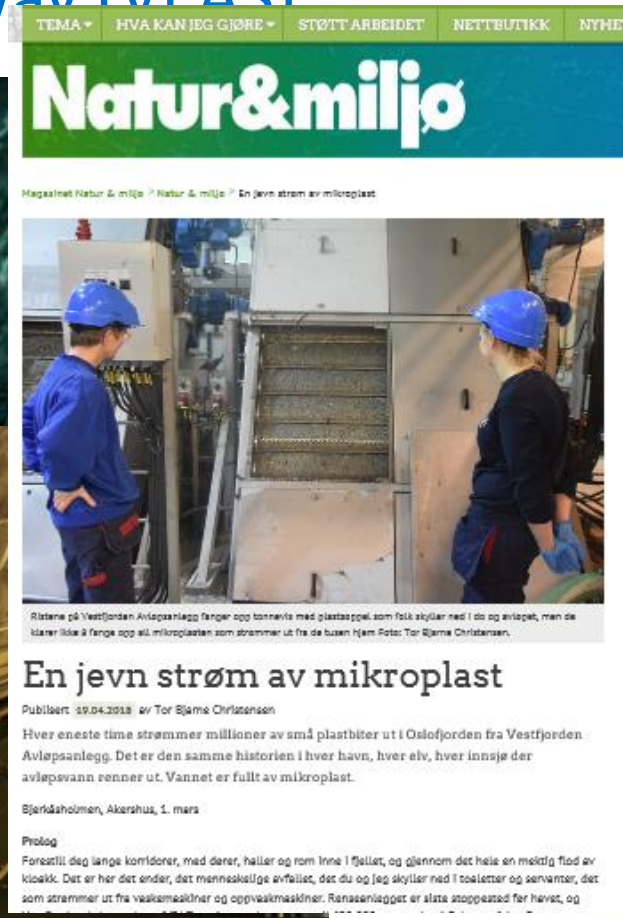 TEMA HVA KAN JEG GJØRE STØTT ARBEIDET NETTBUTIKK
Natur&miljø
Magasinet Natur & miljø > Natur & miljø > En jevn strøm av mikroplast
Ristene på Vestfjorden Avløpsanlegg fanger opp tonnevis med plastsøppel som folk skyller ned i do og avløpet, men de
klarer ikke å fange opp all mikroplasten som strømmer ut fra de tusen hjem Foto: Tor Bjarne Christensen.
En jevn strøm av mikroplast
Publisert 19.04.2018 av Tor Bjarne Christensen
Hver eneste time strømmer millioner av små plastbiter ut i Oslofjorden fra Vestfjorden
Avløpsanlegg. Det er den samme historien i hver havn, hver elv, hver innsjø der
avløpsvann renner ut. Vannet er fullt av mikroplast.
Bjerkåsholmen, Akershus, 1. mars
Prolog
Forestill deg lange korridorer, med dører, haller og rom inne i fjellet, og gjennom det hele en mektig flod av
kloakk. Det er her det ender, det menneskelige avfallet, det du og jeg skyller ned i toaletter og servanter, det
som strømmer ut fra vaskemaskiner og oppvaskmaskiner. Renseanlegget er siste stoppested før havet, og